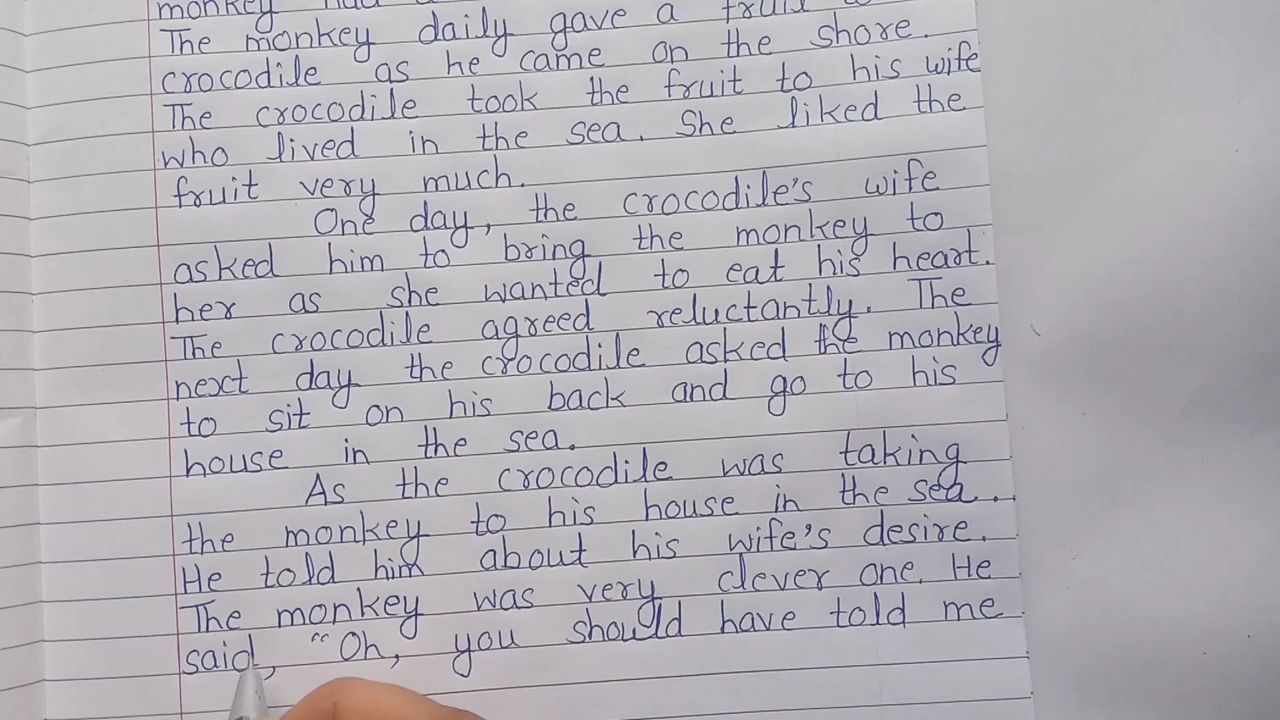 monkey had a
The monkey daily gave a fruit
crocodile as he came on the shore.
The crocodile took the fruit to his wife
who lived in the sea. She liked the
fruit very much.
One day, the crocodile's wife
asked him to bring the monkey to
her as she wanted to eat his heart.
The crocodile agreed reluctantly. The
next day the crocodile asked the monkey
to sit on his back and go to his
house in the sea.
As the crocodile was taking
the monkey to his house in the sea.
He told him about his wife's desire.
The monkey was very clever one. He
said, "Oh, you should have told me